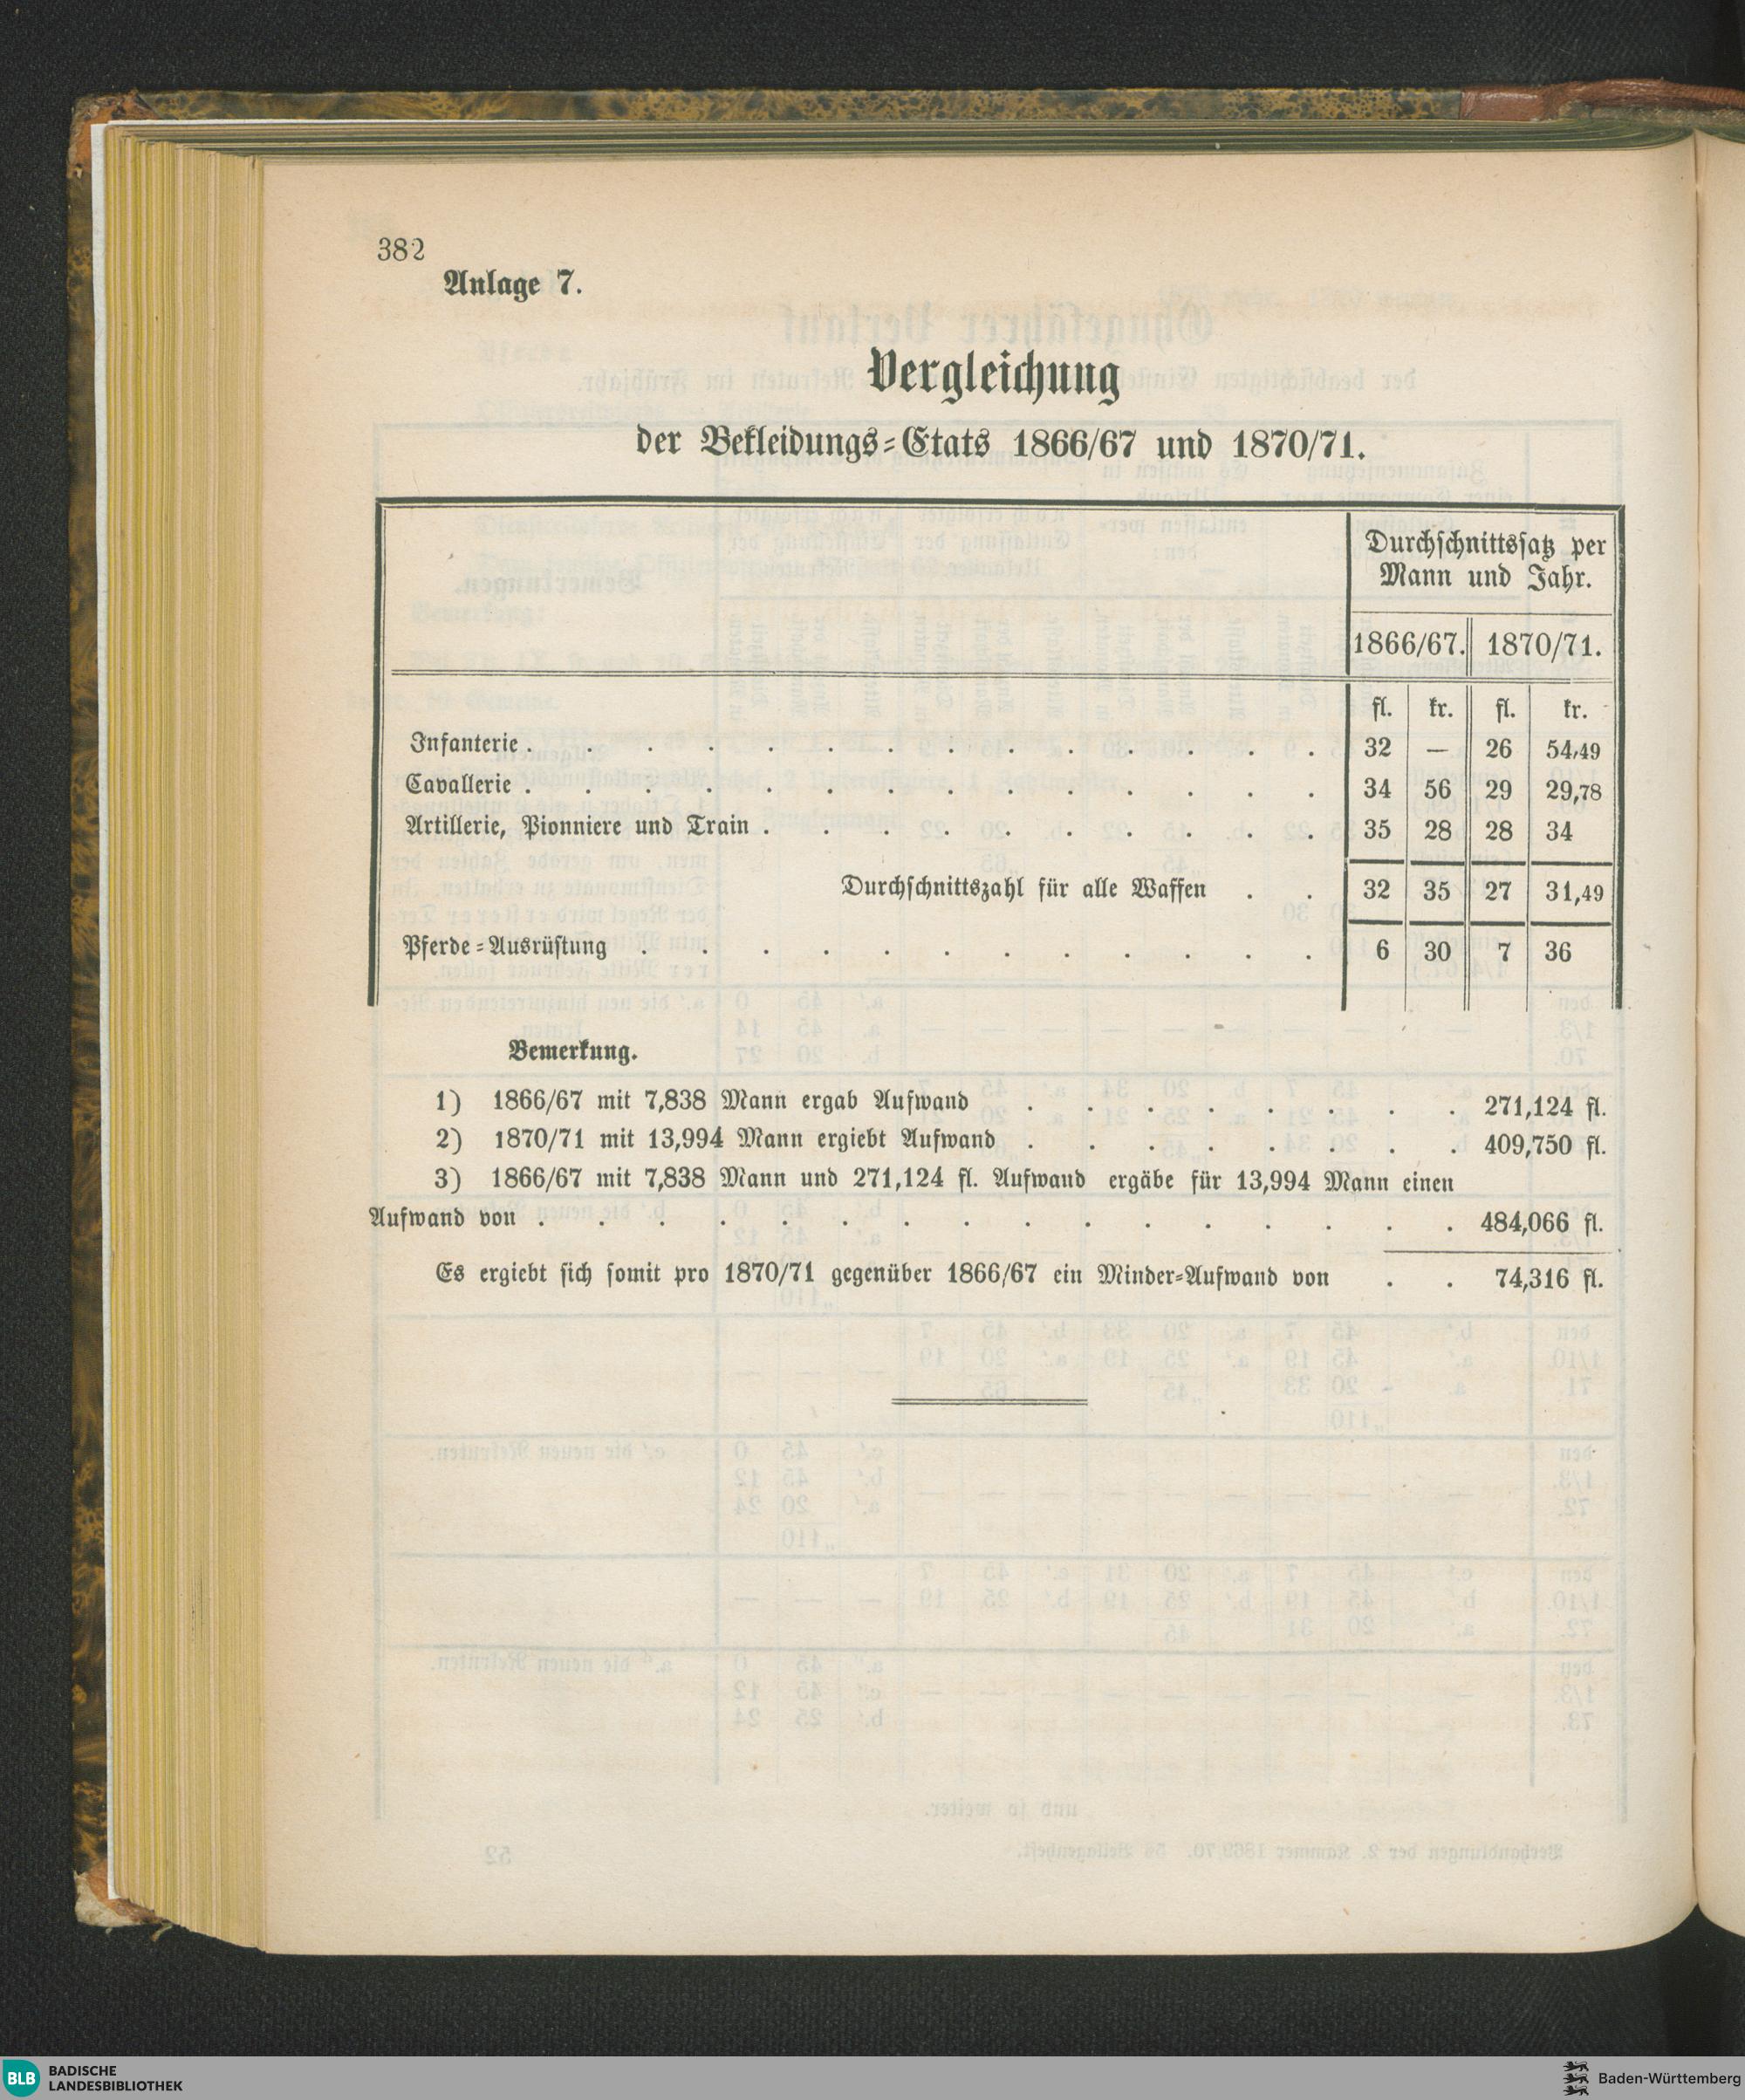 382
Anlage 7.
Vergleichung
der Bekleidungs-Etats 1866/67 und 1870/71.
Durchschnittssatz per
Mann und Jahr.
1866/67. 1870/71.
fl. kr. fl. kr.
Infanterie . . . . . . . . . . . . . . 32 — 26 54,49
Cavallerie . . . . . . . . . . . . . . 34 56 29 29,78
Artillerie, Pionniere und Train . . . . . . . . . . 35 28 28 34
Durchschnittszahl für alle Waffen . . 32 35 27 31,49
Pferde-Ausrüstung . . . . . . . . . . . . 6 30 7 36
Bemerkung.
1) 1866/67 mit 7,838 Mann ergab Aufwand . . . . . . . . 271,124 fl.
2) 1870/71 mit 13,994 Mann ergiebt Aufwand . . . . . . . . 409,750 fl.
3) 1866/67 mit 7,838 Mann und 271,124 fl. Aufwand ergäbe für 13,994 Mann einen
Aufwand von . . . . . . . . . . . . . . . . 484,066 fl.
Es ergiebt sich somit pro 1870/71 gegenüber 1866/67 ein Minder-Aufwand von . . 74,316 fl.
BLB BADISCHE
LANDESBIBLIOTHEK
Baden-Württemberg